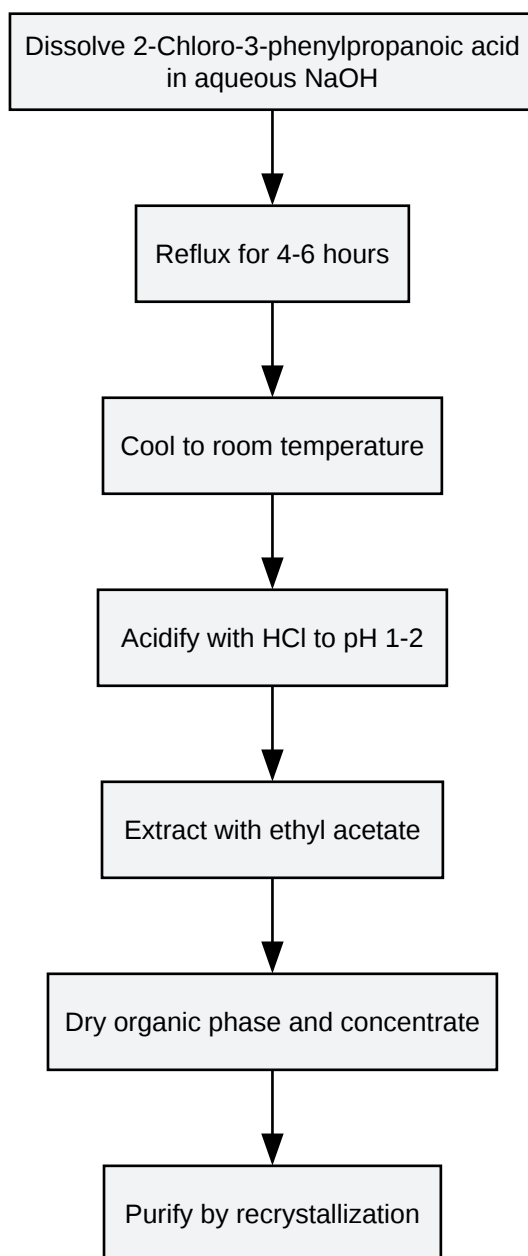 Dissolve 2-Chloro-3-phenylpropanoic acid
in aqueous NaOH
Reflux for 4-6 hours
Cool to room temperature
Acidify with HCl to pH 1-2
Extract with ethyl acetate
Dry organic phase and concentrate
Purify by recrystallization